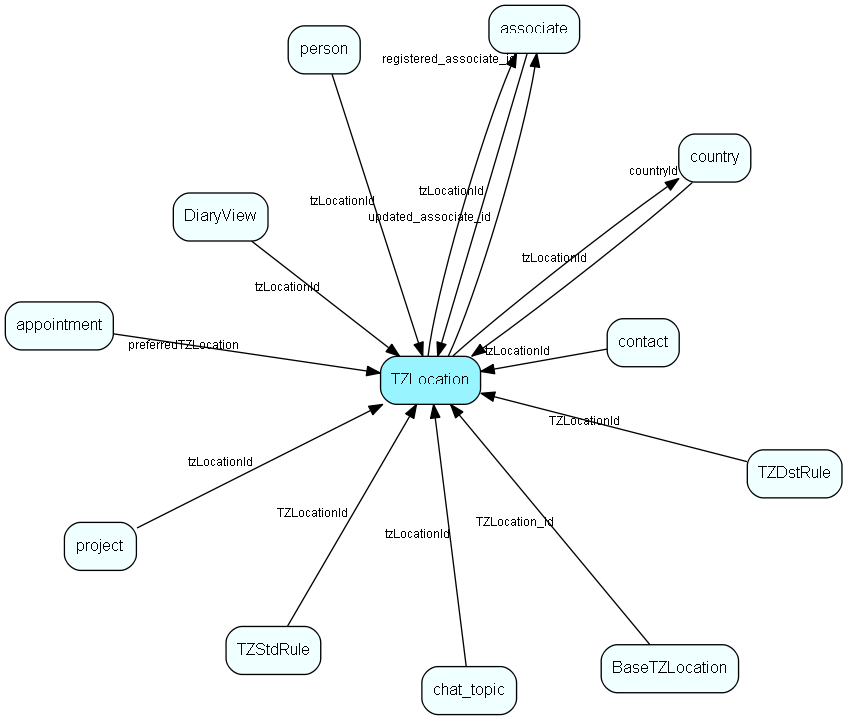 associate
person
registered_associate_id
country
countryId
tzLocationId
tzLocationId
DiaryView
updated_associate_id
tzLocationId
tzLocationId
appointment
preferredTZLocation
contact
tzLocationId
TZLocation
TZLocationId
TZDstRule
tzLocationId
TZLocationId
TZLocation_id
tzLocationId
project
TZStdRule
BaseTZLocation
chat_topic